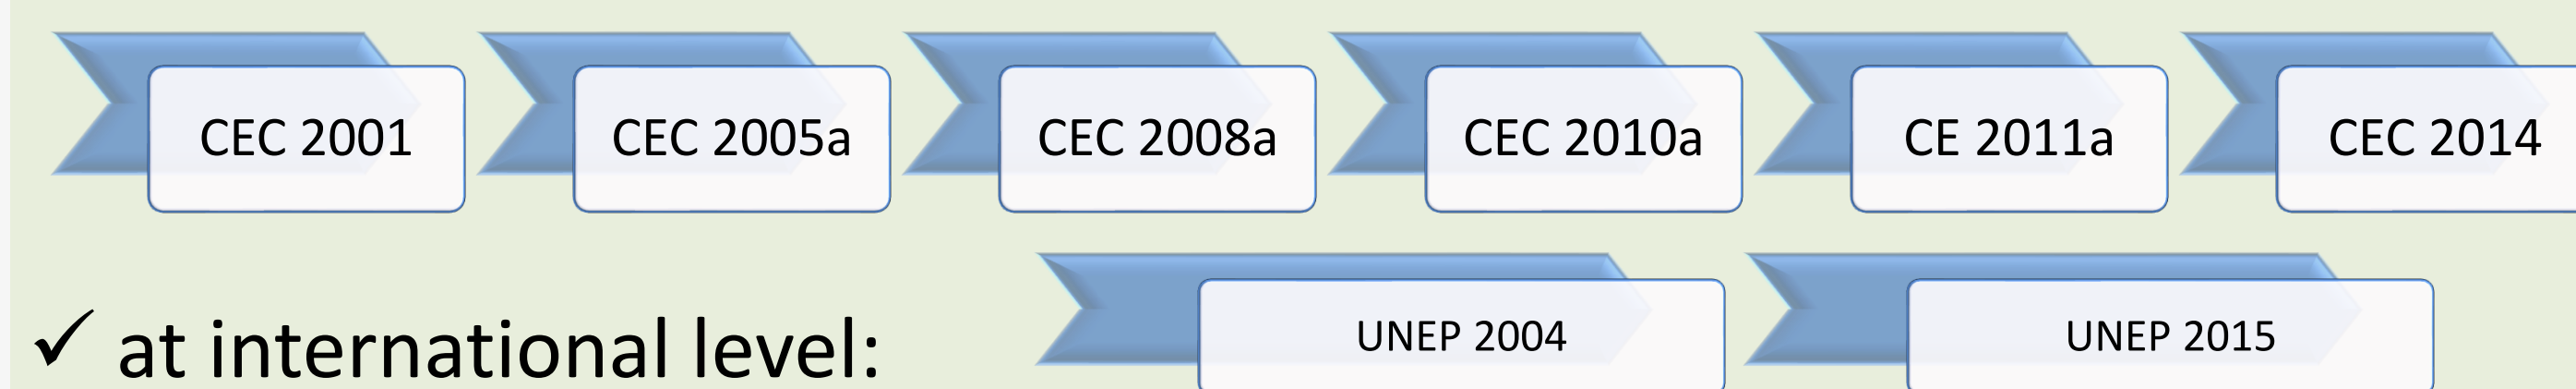 CEC 2001 CEC 2005a CEC 2008a CEC 2010a CE 2011a CEC 2014
✓ at international level: UNEP 2004 UNEP 2015